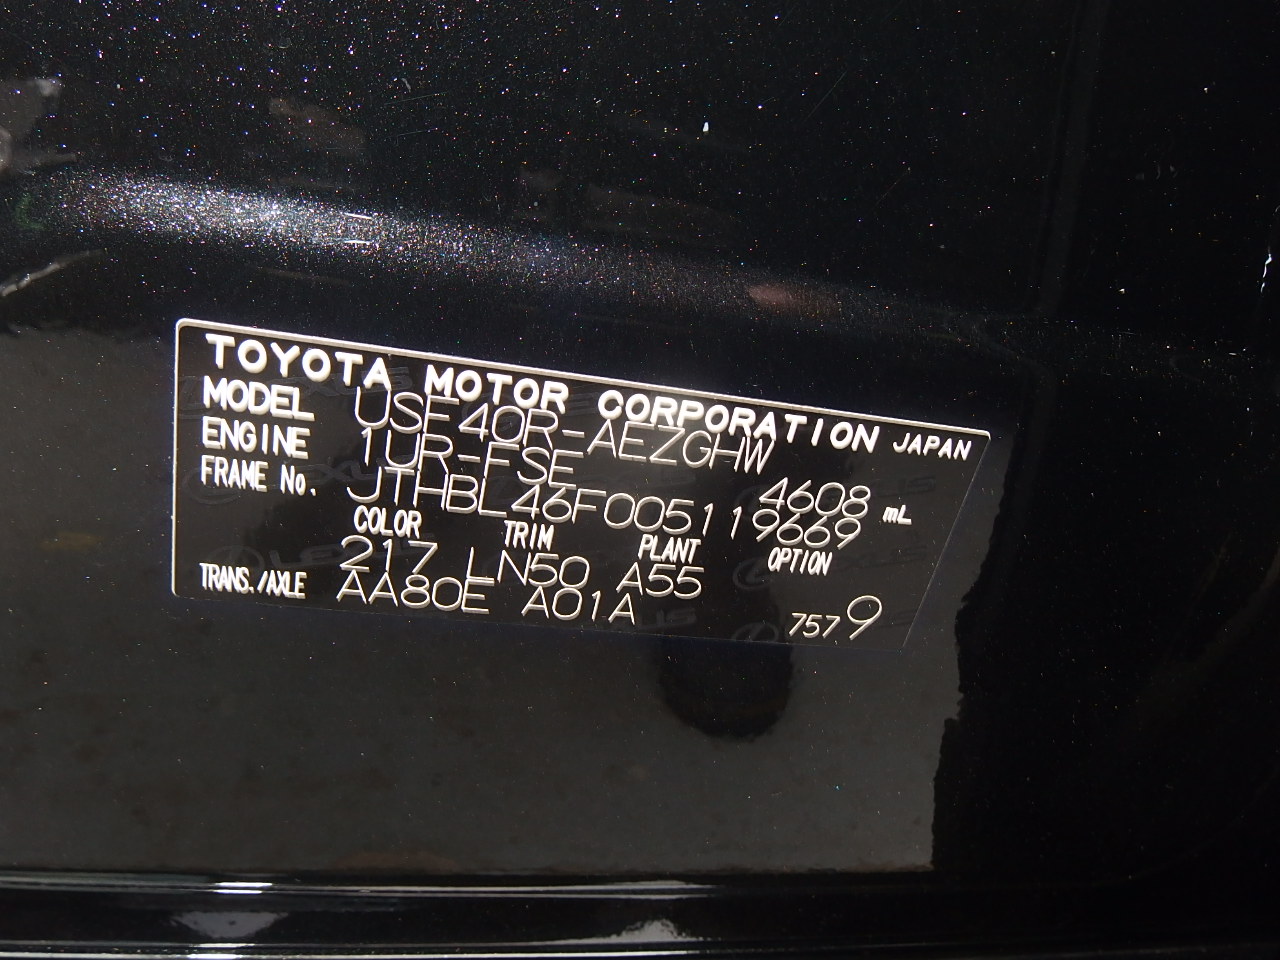 TOYOTA MOTOR CORPORATION JAPAN
MODEL USF40R-AEZGHW
ENGINE 1UR-FSE 4608 mL
FRAME No. JTHBL46F005119669
COLOR TRIM PLANT OPTION
217 LN50 A55
TRANS./AXLE AA80E A01A 7579